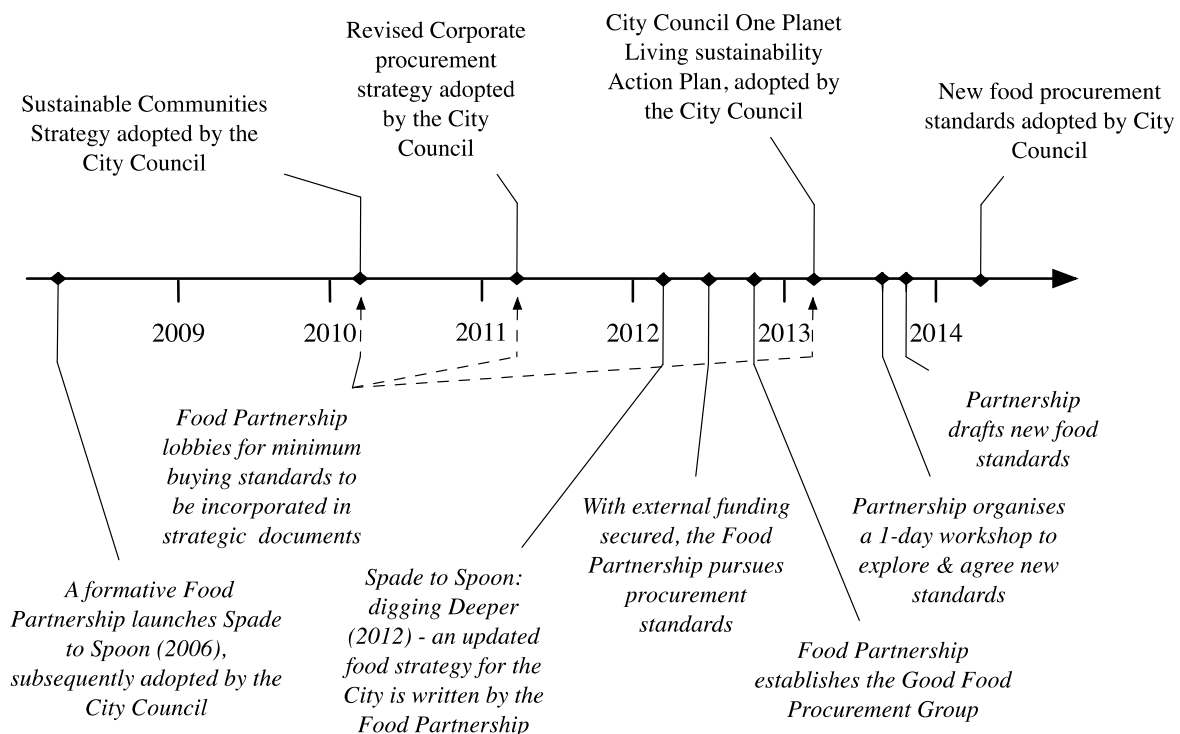 Sustainable Communities
Strategy adopted by the
City Council
Revised Corporate
procurement
strategy adopted
by the City
Council
City Council One Planet
Living sustainability
Action Plan, adopted by
the City Council
New food procurement
standards adopted by City
Council
2009
2010
2011
2012
2013
2014
A formative Food
Partnership launches Spade
to Spoon (2006),
subsequently adopted by the
City Council
Food Partnership
lobbies for minimum
buying standards to
be incorporated in
strategic documents
Spade to Spoon:
digging Deeper
(2012) - an updated
food strategy for the
City is written by the
Food Partnership
With external funding
secured, the Food
Partnership pursues
procurement
standards
Food Partnership
establishes the Good Food
Procurement Group
Partnership organises
a 1-day workshop to
explore & agree new
standards
Partnership
drafts new food
standards